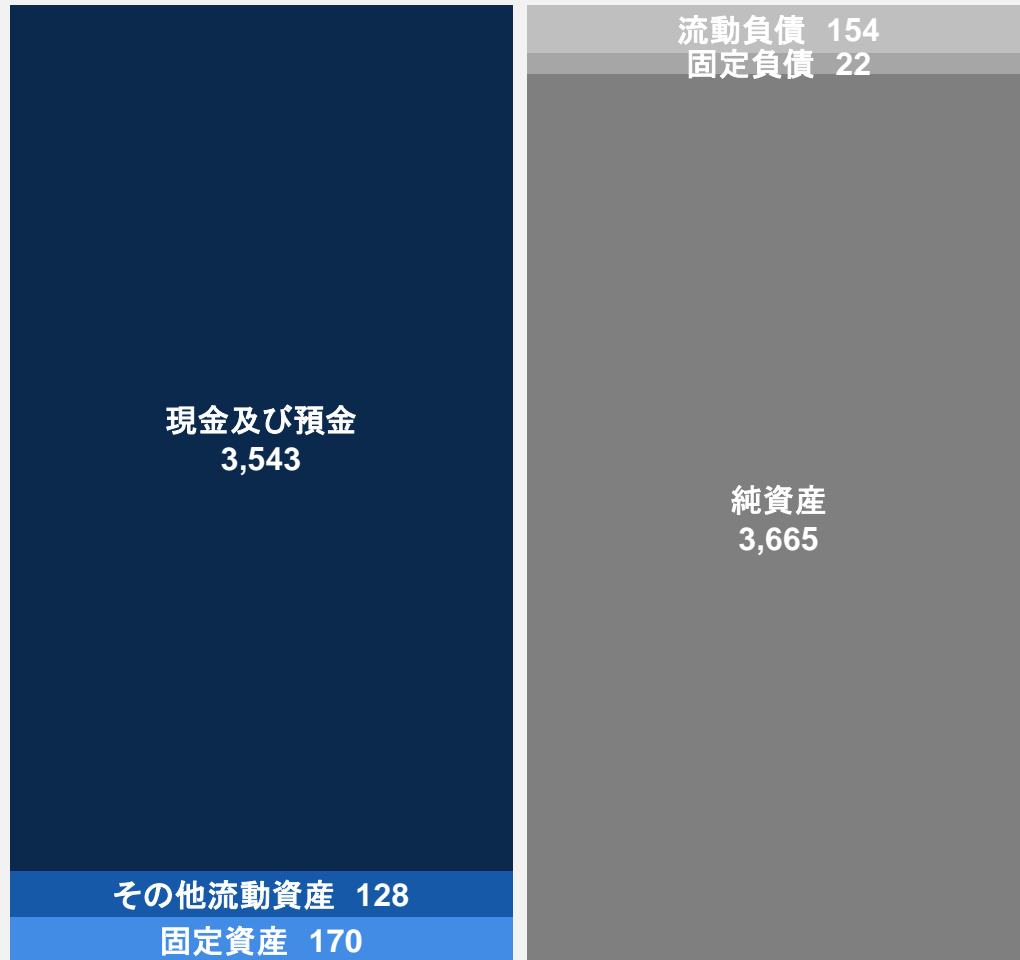 現金及び預金
3,543
その他流動資産 128
固定資産 170
流動負債 154
固定負債 22
純資産
3,665